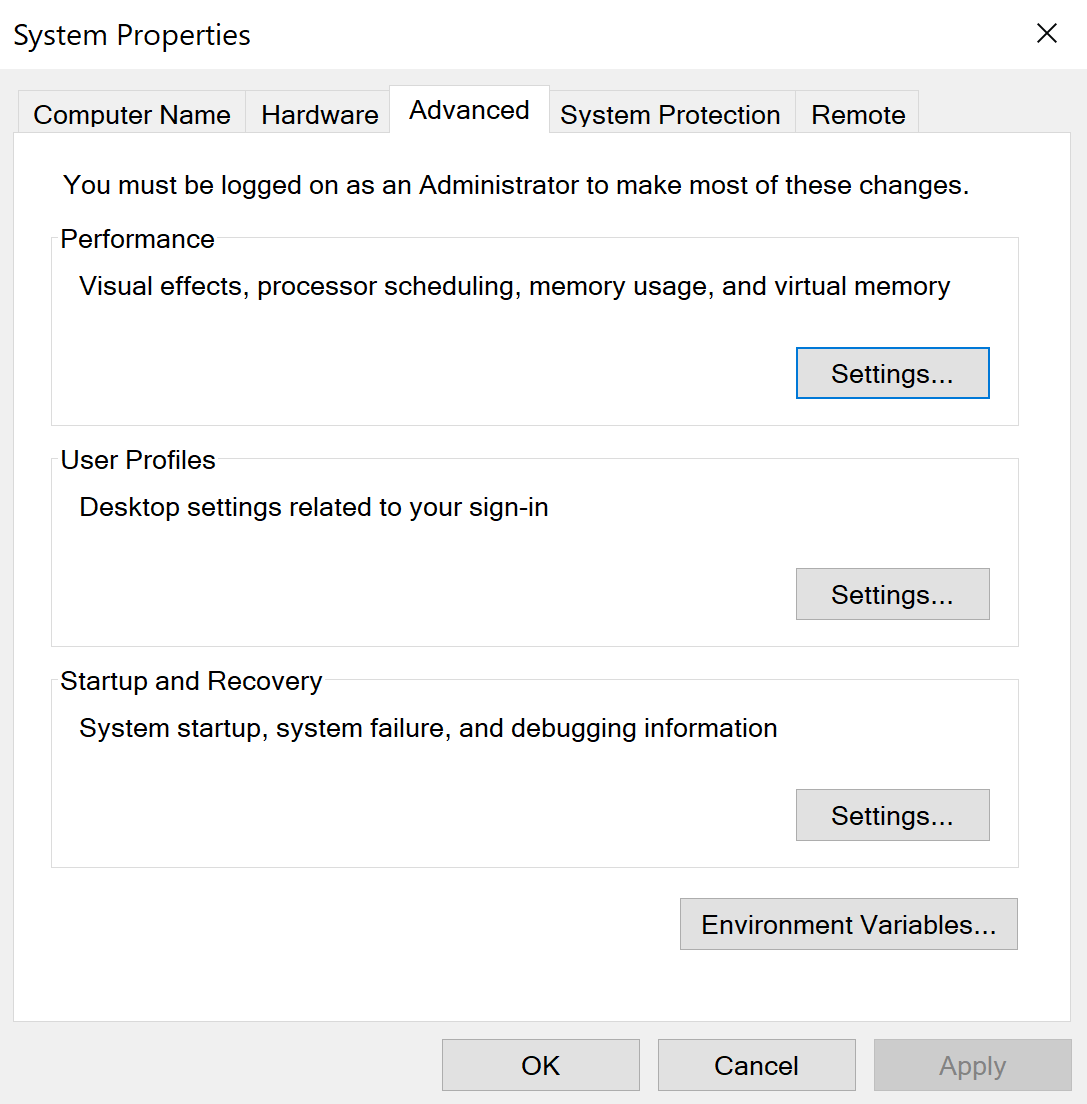 System Properties
Computer Name Hardware Advanced System Protection Remote
You must be logged on as an Administrator to make most of these changes.
Performance
Visual effects, processor scheduling, memory usage, and virtual memory
Settings...
User Profiles
Desktop settings related to your sign-in
Settings...
Startup and Recovery
System startup, system failure, and debugging information
Settings...
Environment Variables...
OK Cancel Apply